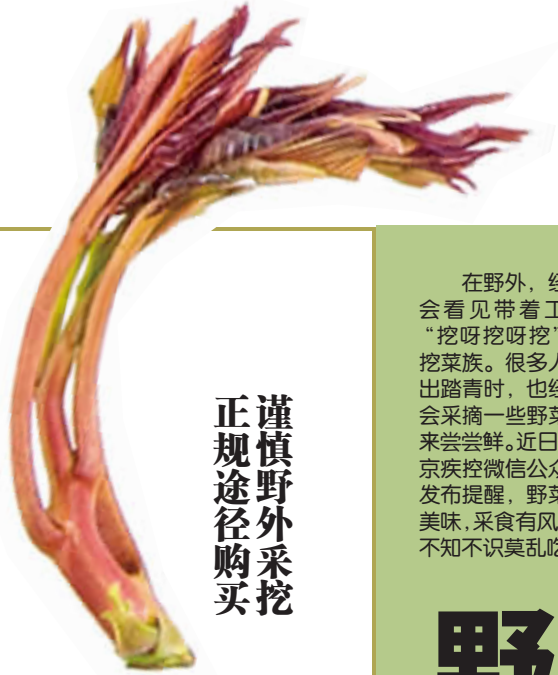 谨慎野外采挖
正规途径购买
在野外，经
会看见带着工
“挖呀挖呀挖”
挖菜族。很多人
出踏青时，也经
会采摘一些野菜
来尝尝鲜。近日
京疾控微信公众
发布提醒，野菜
美味，采食有风
不知不识莫乱吃
野